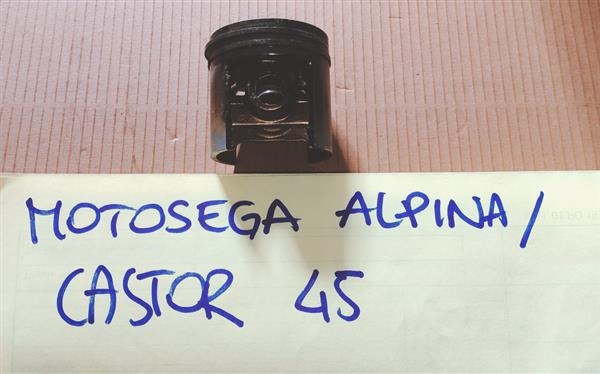 MOTOSEGA ALPINA/
CASTOR 45